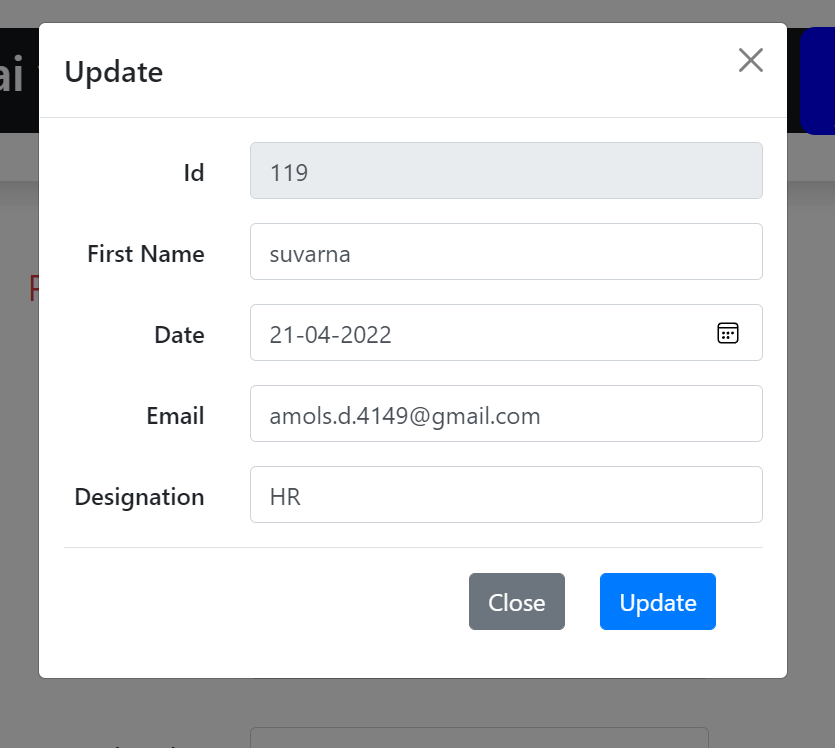 Update
Id
119
First Name
suvarna
Date
21-04-2022
Email
amols.d.4149@gmail.com
Designation
HR
Close
Update